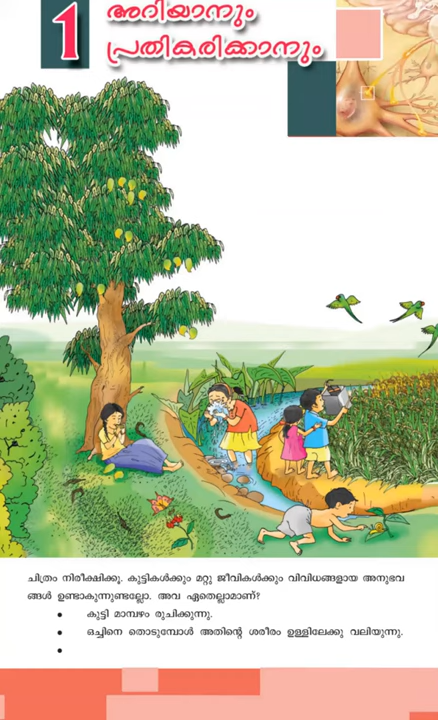 1
അറിയാനും
പ്രതികരിക്കാനും
ചിത്രം നിരീക്ഷിക്കൂ. കുട്ടികൾക്കും മറ്റു ജീവികൾക്കും വിവിധങ്ങളായ അനുഭവ
ങ്ങൾ ഉണ്ടാകുന്നുണ്ടല്ലോ. അവ ഏതെല്ലാമാണ്?
• കുട്ടി മാമ്പഴം രുചിക്കുന്നു.
• ഒച്ചിനെ തൊടുമ്പോൾ അതിന്റെ ശരീരം ഉള്ളിലേക്കു വലിയുന്നു.
•